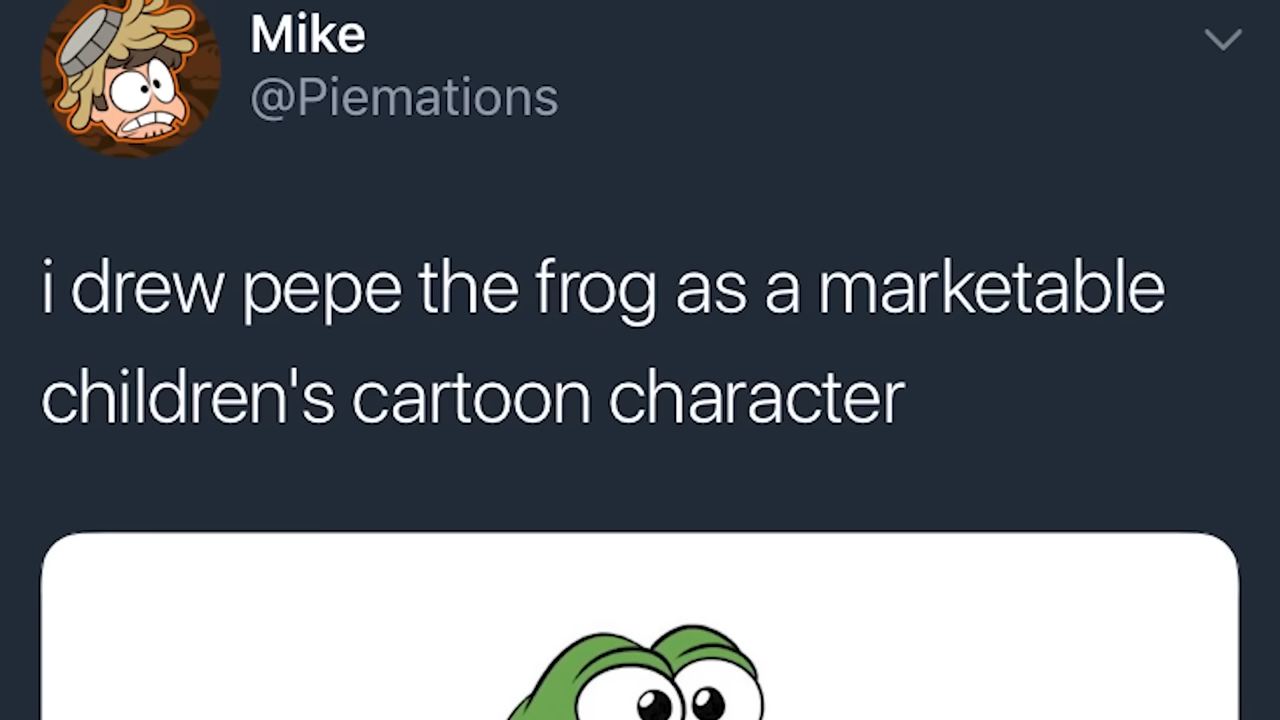 Mike
@Piemations
i drew pepe the frog as a marketable
children's cartoon character